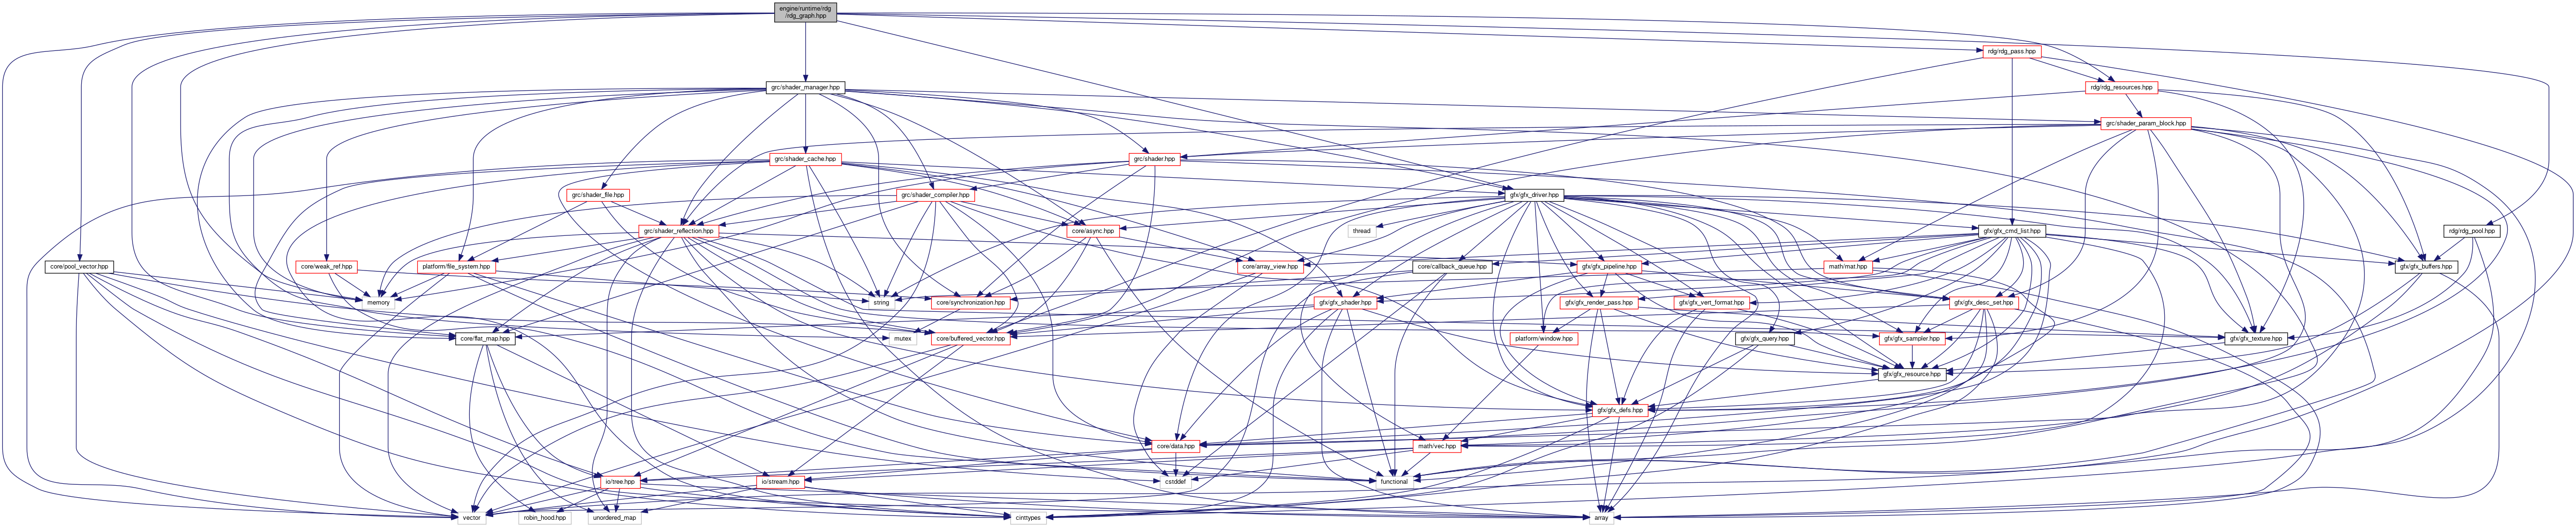 engine/runtime/rdg
/rdg_graph.hpp
rdg/rdg_pass.hpp
grc/shader_manager.hpp
rdg/rdg_resources.hpp
grc/shader_param_block.hpp
grc/shader_cache.hpp
grc/shader.hpp
grc/shader_file.hpp
grc/shader_compiler.hpp
gfx/gfx_driver.hpp
grc/shader_reflection.hpp
core/async.hpp
thread
gfx/gfx_cmd_list.hpp
rdg/rdg_pool.hpp
core/pool_vector.hpp
core/weak_ref.hpp
platform/file_system.hpp
core/array_view.hpp
core/callback_queue.hpp
gfx/gfx_pipeline.hpp
math/mat.hpp
gfx/gfx_buffers.hpp
memory
string
core/synchronization.hpp
gfx/gfx_shader.hpp
gfx/gfx_render_pass.hpp
gfx/gfx_vert_format.hpp
gfx/gfx_desc_set.hpp
core/flat_map.hpp
mutex
core/buffered_vector.hpp
platform/window.hpp
gfx/gfx_query.hpp
gfx/gfx_sampler.hpp
gfx/gfx_texture.hpp
gfx/gfx_resource.hpp
gfx/gfx_defs.hpp
core/data.hpp
math/vec.hpp
io/tree.hpp
io/stream.hpp
cstddef
functional
vector
robin_hood.hpp
unordered_map
cinttypes
array